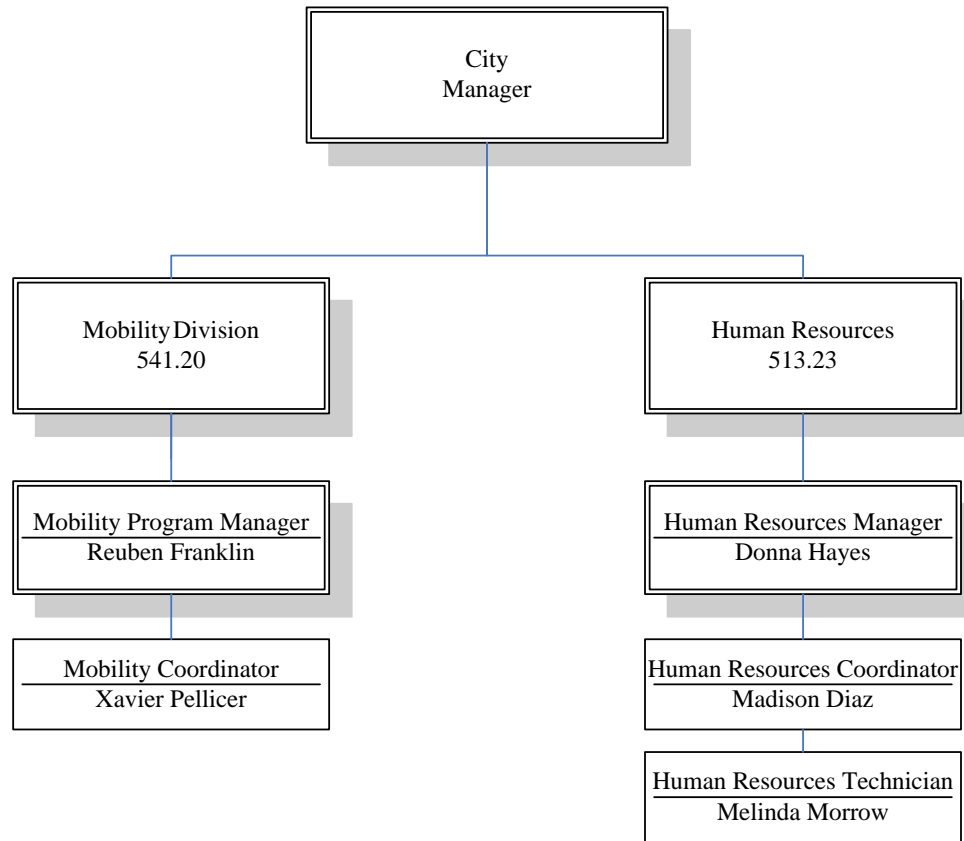 City
Manager
Mobility Division
541.20
Human Resources
513.23
Mobility Program Manager
Reuben Franklin
Human Resources Manager
Donna Hayes
Mobility Coordinator
Xavier Pellicer
Human Resources Coordinator
Madison Diaz
Human Resources Technician
Melinda Morrow